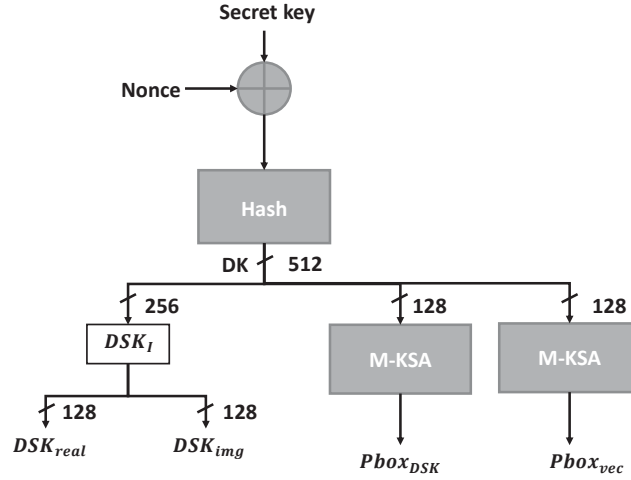 Secret key
Nonce
Hash
DK 512
256 128 128
DSK_I
M-KSA M-KSA
128 128
DSK_real DSK_img Pbox_DSK Pbox_vec